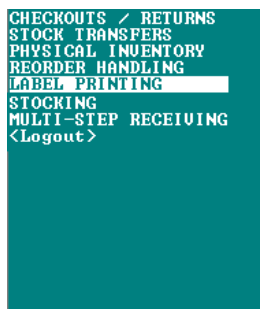 CHECKOUTS / RETURNS
STOCK TRANSFERS
PHYSICAL INVENTORY
REORDER HANDLING
LABEL PRINTING
STOCKING
MULTI-STEP RECEIVING
<Logout>